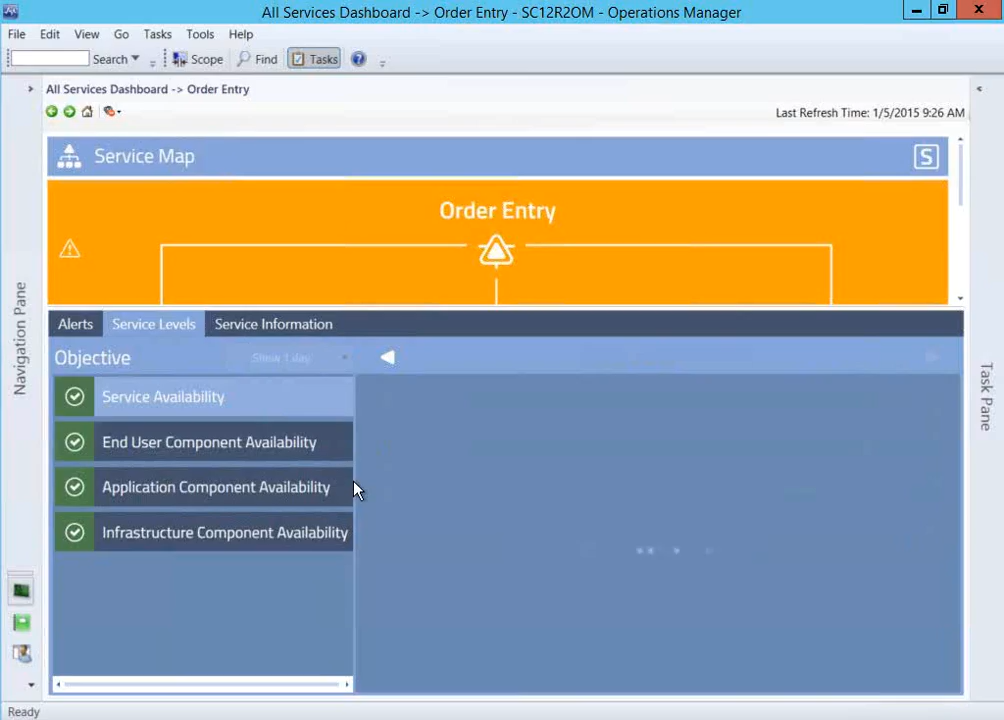 All Services Dashboard -> Order Entry - SC12R2OM - Operations Manager
File Edit View Go Tasks Tools Help
Search Scope Find Tasks
All Services Dashboard -> Order Entry
Last Refresh Time: 1/5/2015 9:26 AM
Service Map S
Order Entry
Navigation Pane
Task Pane
Alerts Service Levels Service Information
Objective Show 1 day
Service Availability
End User Component Availability
Application Component Availability
Infrastructure Component Availability
Ready